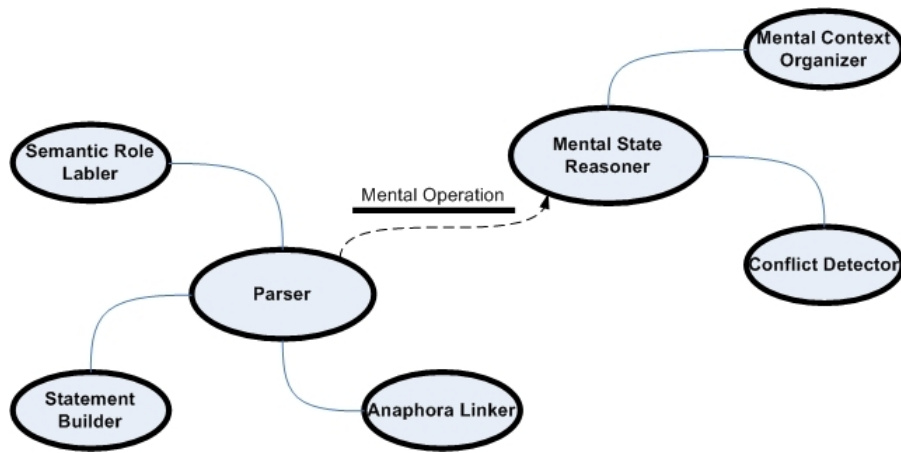 Mental Context
Organizer
Mental State
Reasoner
Semantic Role
Labler
Mental Operation
Conflict Detector
Parser
Statement
Builder
Anaphora Linker